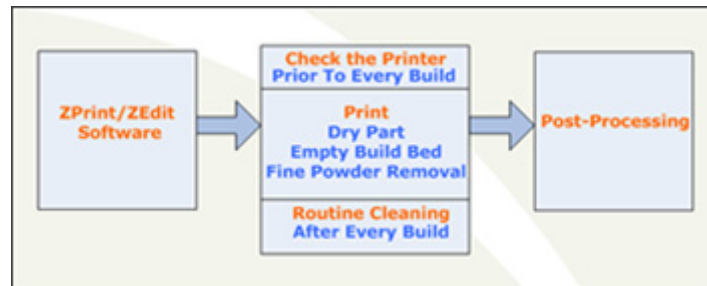 ZPrint/ZEdit
Software
Check the Printer
Prior To Every Build
Print
Dry Part
Empty Build Bed
Fine Powder Removal
Routine Cleaning
After Every Build
Post-Processing